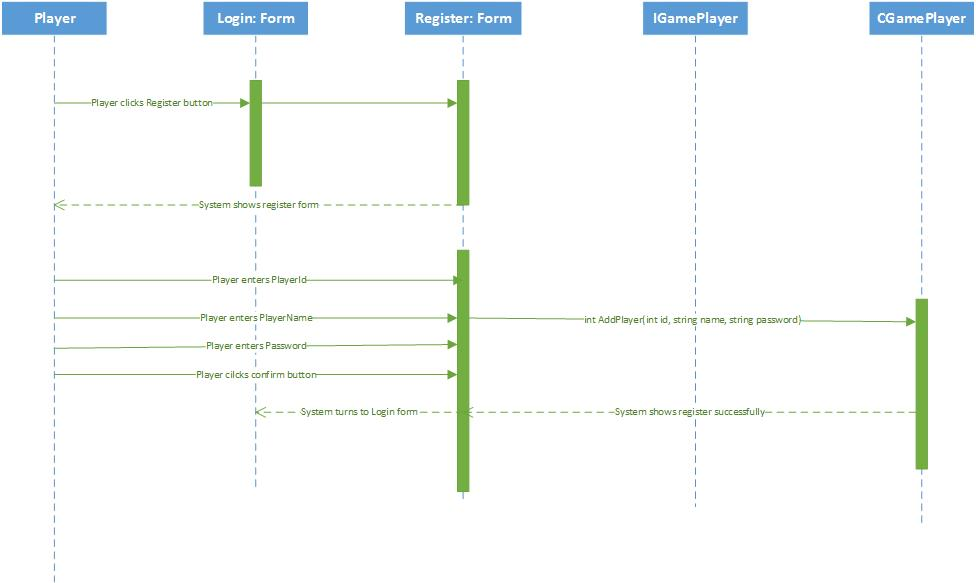 Player
Login: Form
Register: Form
IGamePlayer
CGamePlayer
Player clicks Register button
System shows register form
Player enters PlayerId
Player enters PlayerName
int AddPlayer(int id, string name, string password)
Player enters Password
Player cilcks confirm button
System turns to Login form
System shows register successfully